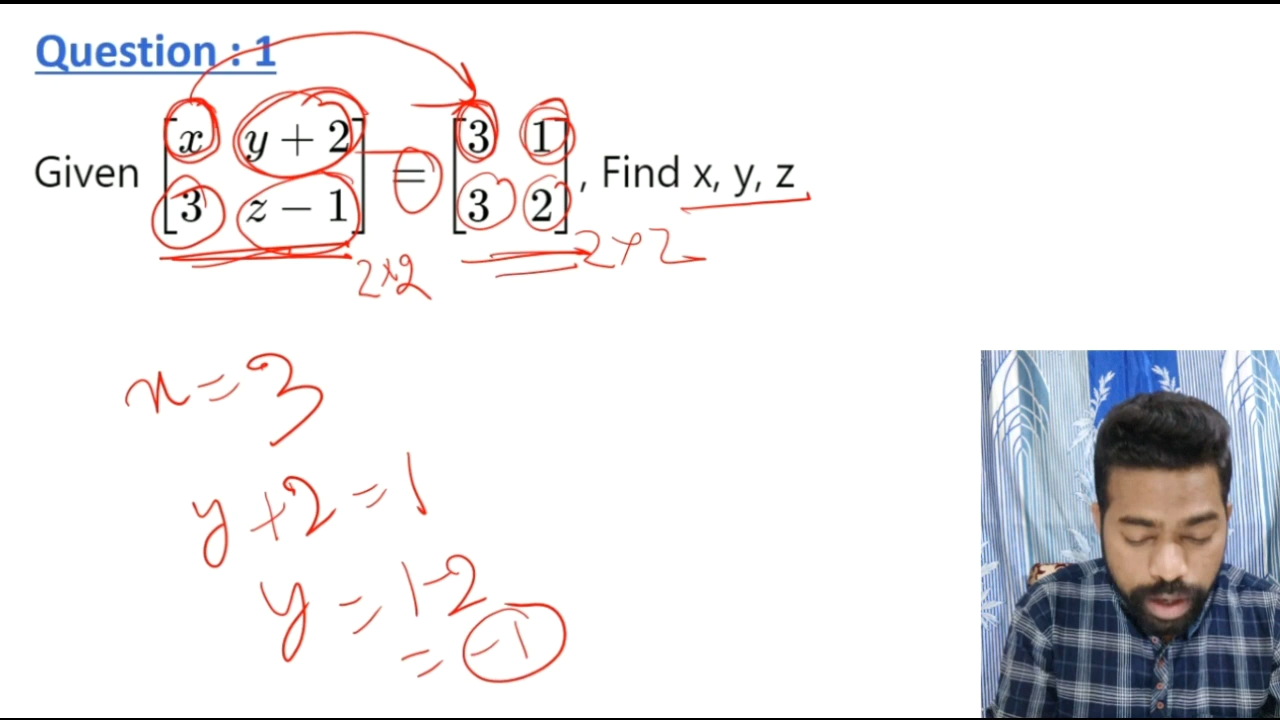 Question : 1
Given [x y + 2 3 z − 1] = [3 1 3 2], Find x, y, z
2×2 2×2
x = 3
y + 2 = 1
y = 1 - 2
= -1